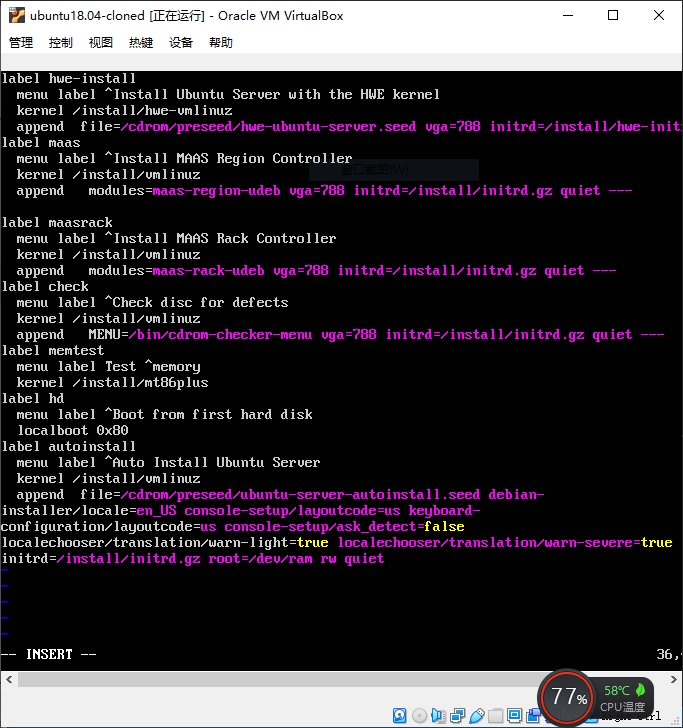 ubuntu18.04-cloned [正在运行] - Oracle VM VirtualBox
管理 控制 视图 热键 设备 帮助
label hwe-install
menu label ^Install Ubuntu Server with the HWE kernel
kernel /install/hwe-vmlinuz
append file=/cdrom/preseed/hwe-ubuntu-server.seed vga=788 initrd=/install/hwe-init
label maas
menu label ^Install MAAS Region Controller
kernel /install/vmlinuz
窗口截图(W)
append modules=maas-region-udeb vga=788 initrd=/install/initrd.gz quiet ---
label maasrack
menu label ^Install MAAS Rack Controller
kernel /install/vmlinuz
append modules=maas-rack-udeb vga=788 initrd=/install/initrd.gz quiet ---
label check
menu label ^Check disc for defects
kernel /install/vmlinuz
append MENU=/bin/cdrom-checker-menu vga=788 initrd=/install/initrd.gz quiet ---
label memtest
menu label Test ^memory
kernel /install/mt86plus
label hd
menu label ^Boot from first hard disk
localboot 0x80
label autoinstall
menu label ^Auto Install Ubuntu Server
kernel /install/vmlinuz
append file=/cdrom/preseed/ubuntu-server-autoinstall.seed debian-
installer/locale=en_US console-setup/layoutcode=us keyboard-
configuration/layoutcode=us console-setup/ask_detect=false
localechooser/translation/warn-light=true localechooser/translation/warn-severe=true
initrd=/install/initrd.gz root=/dev/ram rw quiet
~
~
~
~
~
-- INSERT -- 36,
77%
58℃
CPU温度